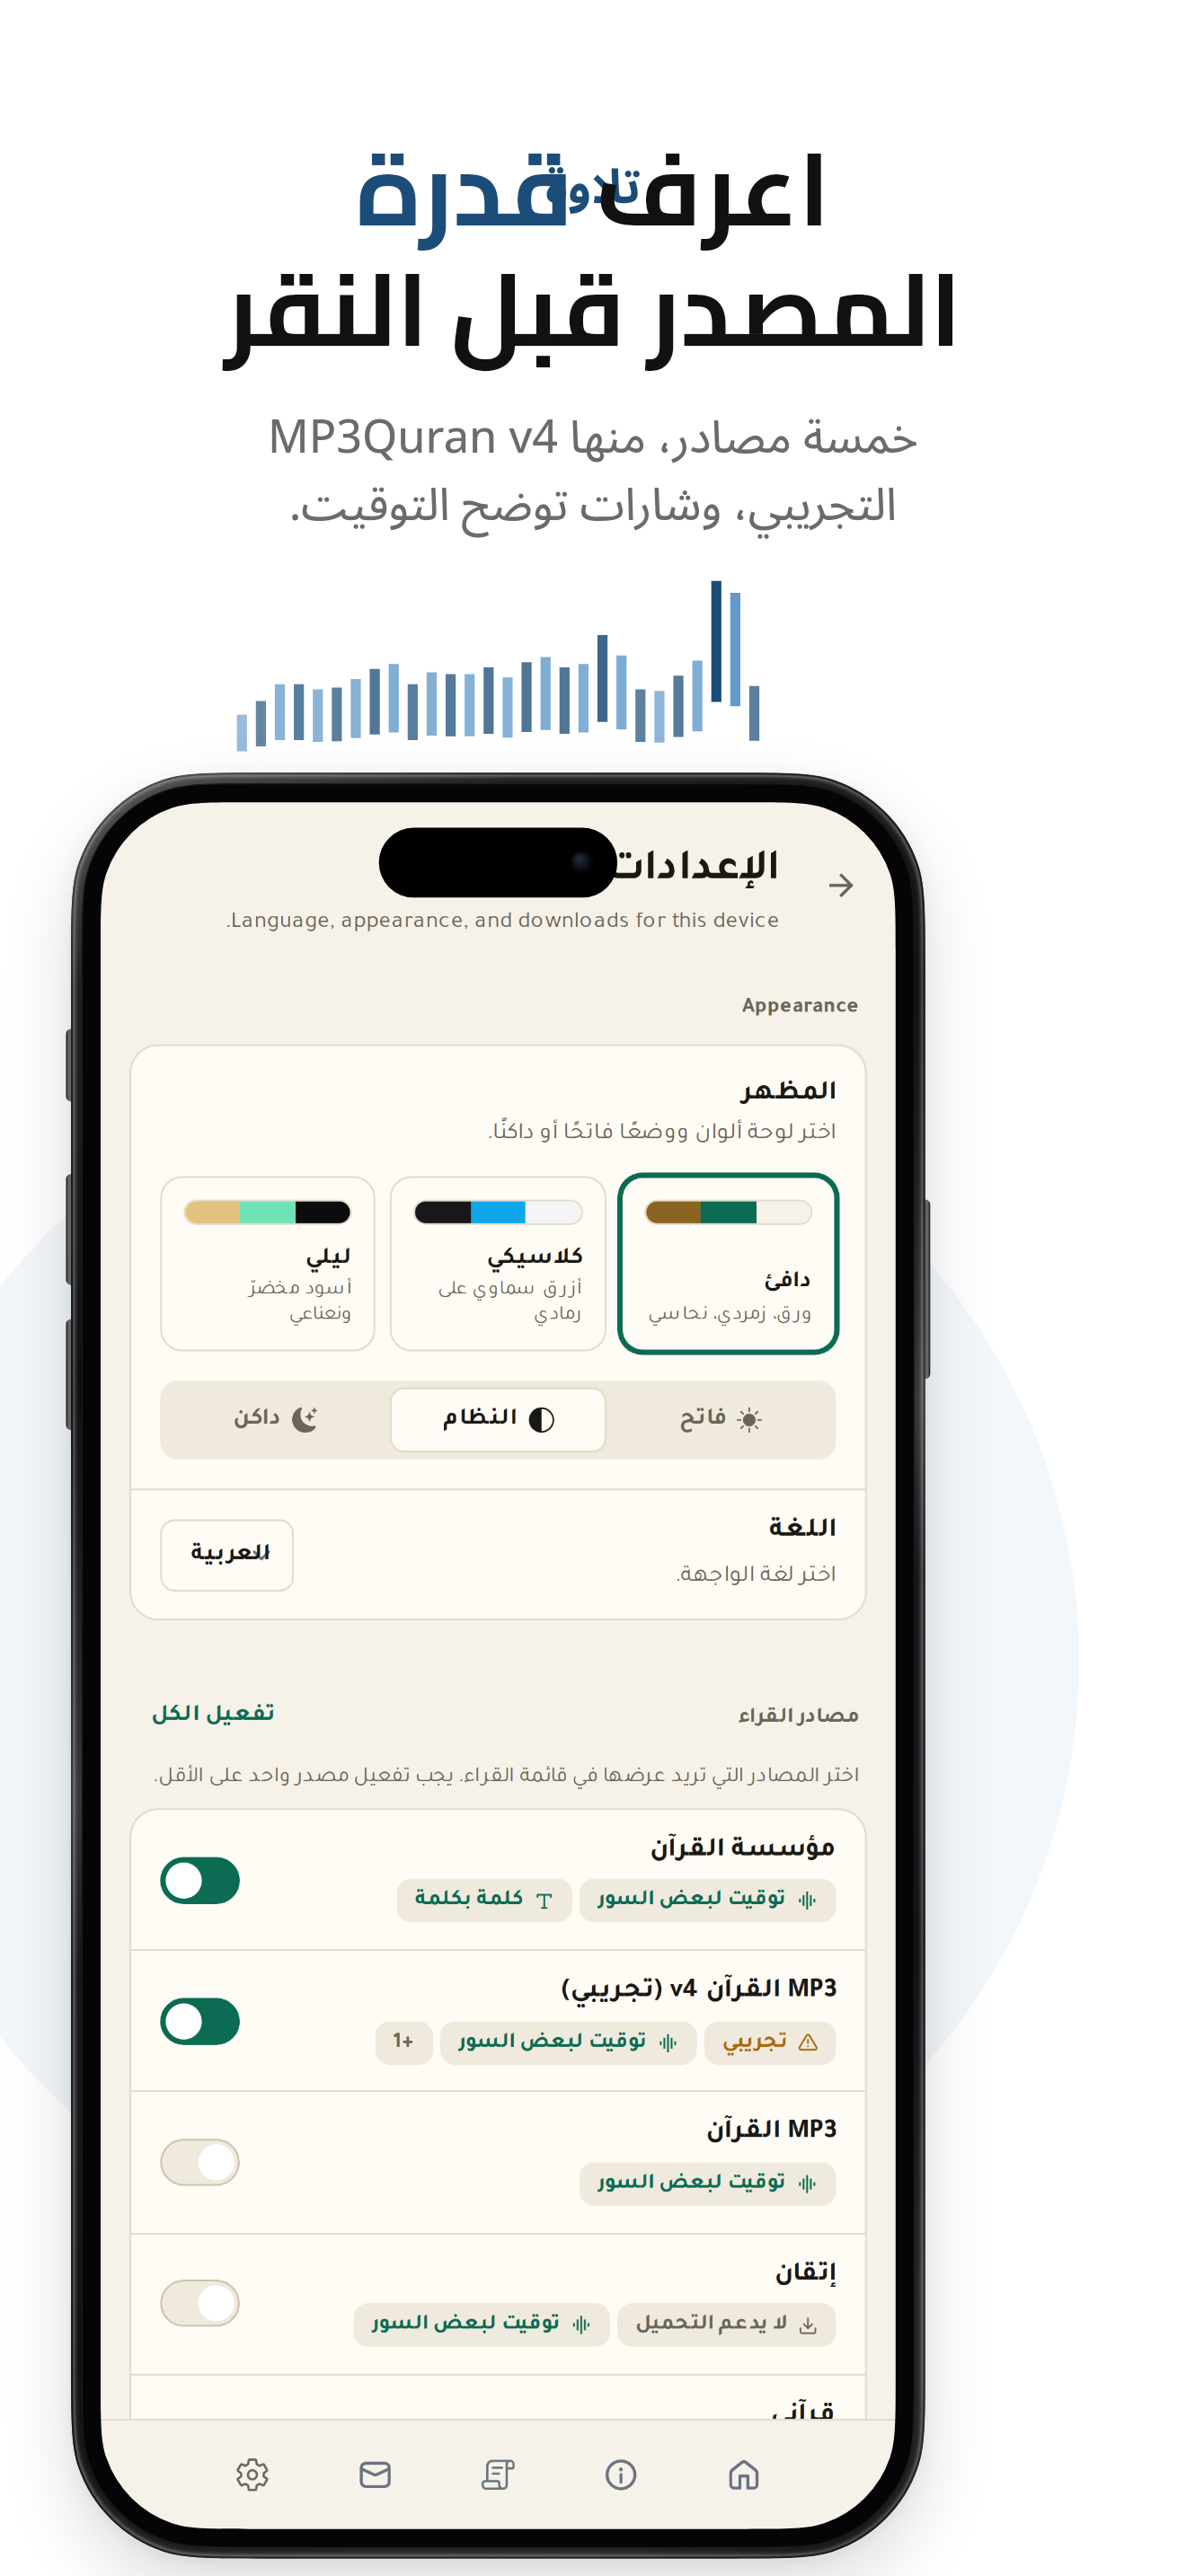 تلاوة
اعرف قدرة
المصدر قبل النقر
خمسة مصادر، منها MP3Quran v4
التجريبي، وشارات توضح التوقيت.
الإعدادات
Language, appearance, and downloads for this device.
Appearance
المظهر
اختر لوحة ألوان ووضعًا فاتحًا أو داكنًا.
دافئ
ورق، زمردي، نحاسي
كلاسيكي
أزرق سماوي على
رمادي
ليلي
أسود مخضرّ
ونعناعي
فاتح
النظام
داكن
اللغة
اختر لغة الواجهة.
العربية
مصادر القراء
تفعيل الكل
اختر المصادر التي تريد عرضها في قائمة القراء. يجب تفعيل مصدر واحد على الأقل.
مؤسسة القرآن
توقيت لبعض السور
كلمة بكلمة
MP3 القرآن v4 (تجريبي)
تجريبي
توقيت لبعض السور
+1
MP3 القرآن
توقيت لبعض السور
إتقان
لا يدعم التحميل
توقيت لبعض السور
قرآني